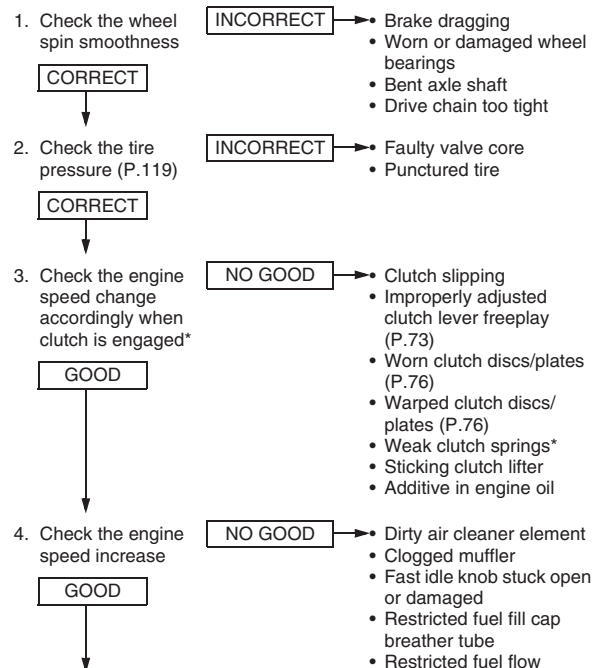 1. Check the wheel
spin smoothness
INCORRECT
• Brake dragging
• Worn or damaged wheel
bearings
• Bent axle shaft
• Drive chain too tight
CORRECT
2. Check the tire
pressure (P.119)
INCORRECT
• Faulty valve core
• Punctured tire
CORRECT
3. Check the engine
speed change
accordingly when
clutch is engaged*
NO GOOD
• Clutch slipping
• Improperly adjusted
clutch lever freeplay
(P.73)
• Worn clutch discs/plates
(P.76)
• Warped clutch discs/
plates (P.76)
• Weak clutch springs*
• Sticking clutch lifter
• Additive in engine oil
GOOD
4. Check the engine
speed increase
NO GOOD
• Dirty air cleaner element
• Clogged muffler
• Fast idle knob stuck open
or damaged
• Restricted fuel fill cap
breather tube
• Restricted fuel flow
GOOD